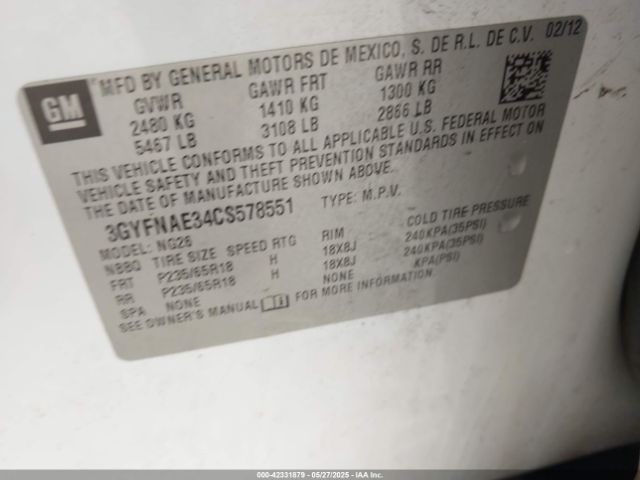 GM
MFD BY GENERAL MOTORS DE MEXICO, S. DE R.L. DE C.V. 02/12
GVWR GAWR FRT GAWR RR
2480 KG 1410 KG 1300 KG
5467 LB 3108 LB 2866 LB
THIS VEHICLE CONFORMS TO ALL APPLICABLE U.S. FEDERAL MOTOR
VEHICLE SAFETY AND THEFT PREVENTION STANDARDS IN EFFECT ON
THE DATE OF MANUFACTURE SHOWN ABOVE.
3GYFNAE34CS578551 TYPE: M.P.V.
MODEL: NG26
NBBQ TIRE SIZE SPEED RTG RIM COLD TIRE PRESSURE
FRT P235/65R18 H 18X8J 240KPA(35PSI)
RR P235/65R18 H 18X8J 240KPA(35PSI)
SPA NONE NONE KPA(PSI)
SEE OWNER'S MANUAL FOR MORE INFORMATION.
000-42331879 - 05/27/2025 - IAA Inc.